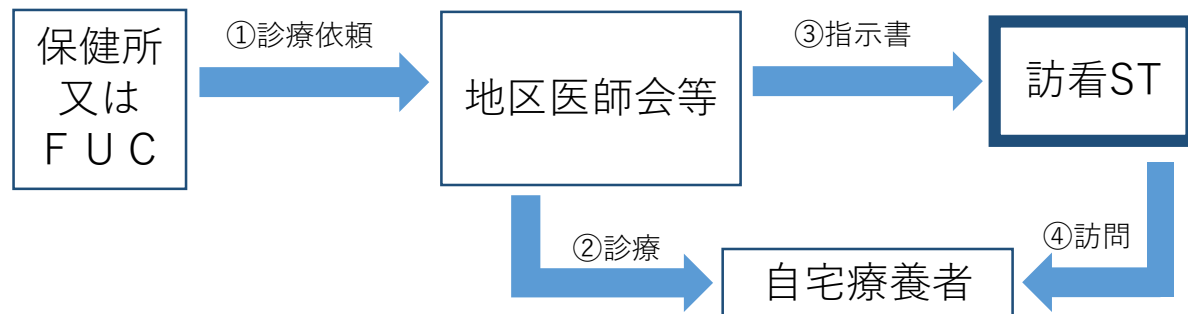 保健所
又は
ＦＵＣ
①診療依頼
地区医師会等
③指示書
訪看ST
②診療
④訪問
自宅療養者